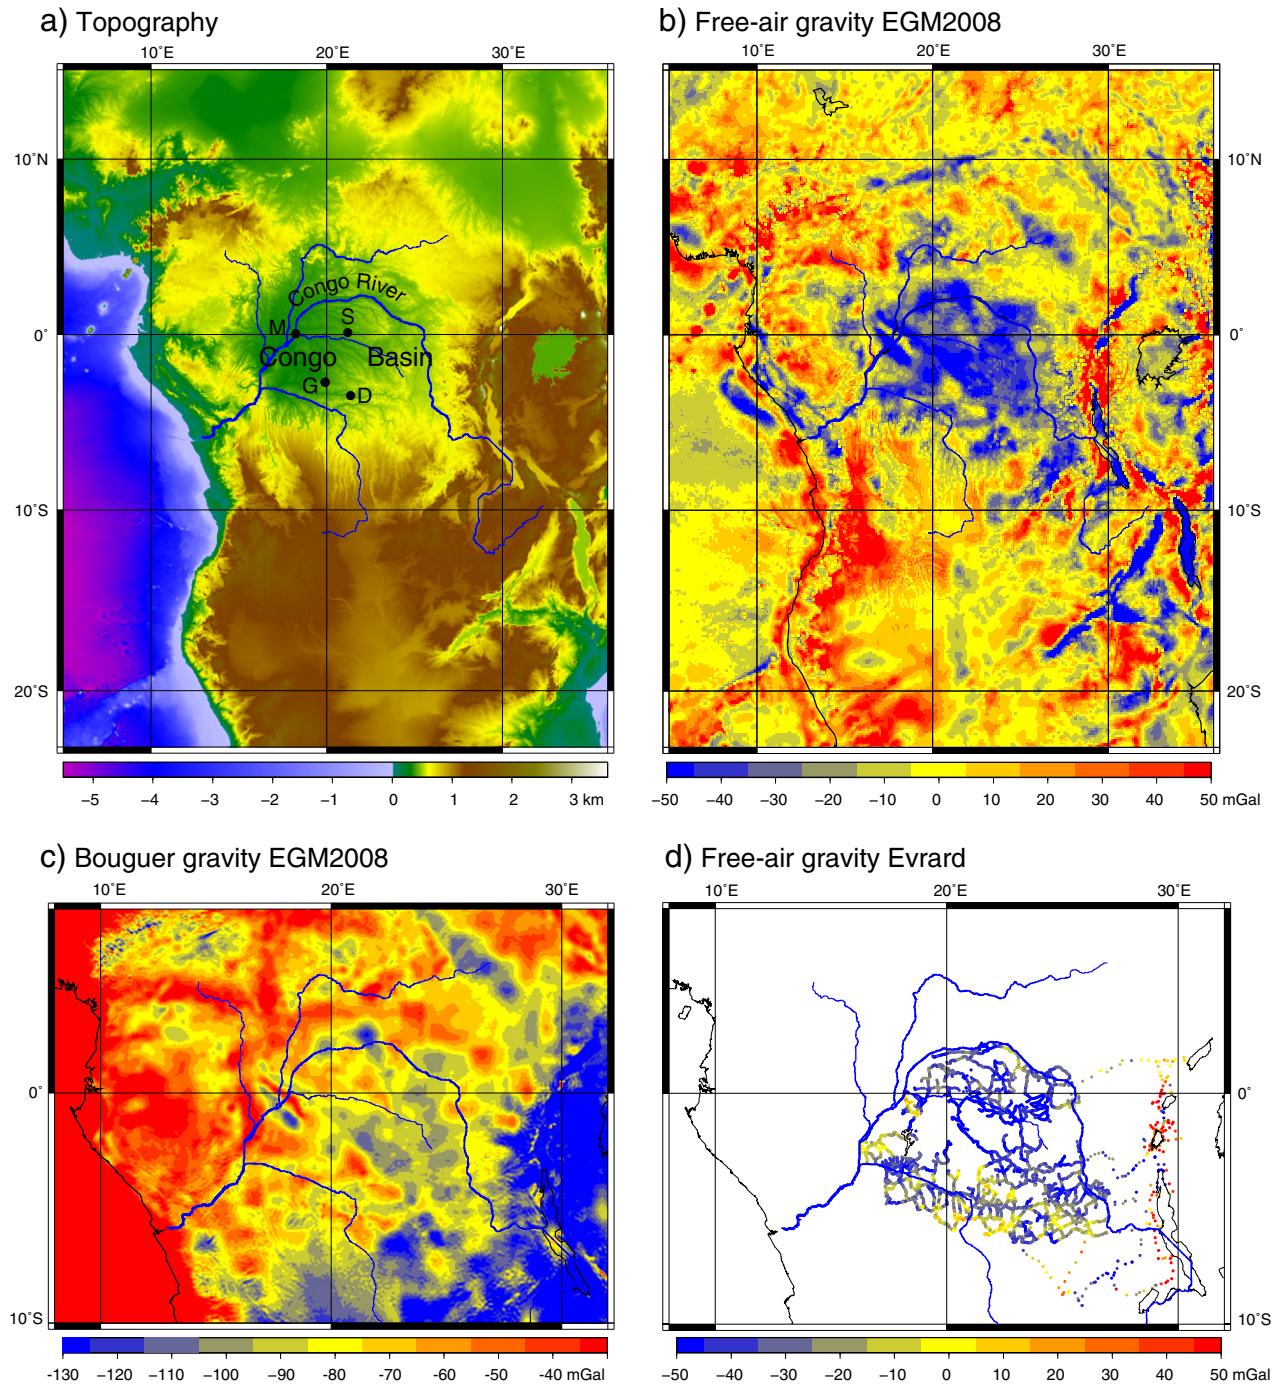 a) Topography
10°E 20°E 30°E
10°N
0°
10°S
20°S
Congo River
M S
Congo Basin
G D
−5 −4 −3 −2 −1 0 1 2 3 km
b) Free-air gravity EGM2008
10°E 20°E 30°E
10°N
0°
10°S
20°S
−50 −40 −30 −20 −10 0 10 20 30 40 50 mGal
c) Bouguer gravity EGM2008
10°E 20°E 30°E
0°
10°S
-130 -120 -110 -100 -90 -80 -70 -60 -50 -40 mGal
d) Free-air gravity Evrard
10°E 20°E 30°E
0°
10°S
−50 −40 −30 −20 −10 0 10 20 30 40 50 mGal